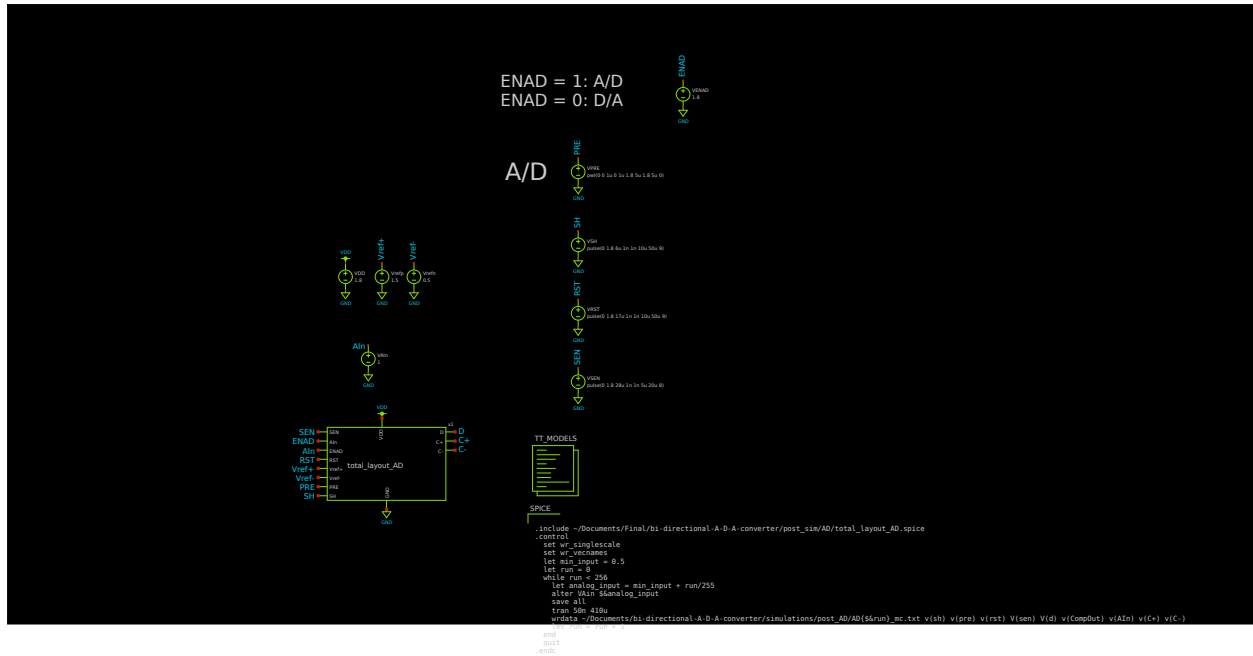 ENAD = 1: A/D
ENAD = 0: D/A
ENAD
VENAD
1.8
GND
A/D
PRE
VPRE
pwl(0 0 1u 0 1u 1.8 5u 1.8 5u 0)
GND
SH
VSH
pulse(0 1.8 6u 1n 1n 10u 50u 9)
GND
RST
VRST
pulse(0 1.8 17u 1n 1n 10u 50u 9)
GND
SEN
VSEN
pulse(0 1.8 28u 1n 1n 5u 20u 8)
GND
VDD
VDD
1.8
GND
Vref+
Vrefp
1.5
GND
Vref-
Vrefn
0.5
GND
AIn
VAin
1
GND
VDD
x1
SEN SEN VDD D D
ENAD AIn C+ C+
AIn ENAD C- C-
RST RST
Vref+ Vref+ total_layout_AD
Vref- Vref-
PRE PRE
SH SH GND
GND
TT_MODELS
SPICE
.include ~/Documents/Final/bi-directional-A-D-A-converter/post_sim/AD/total_layout_AD.spice
.control
set wr_singlescale
set wr_vecnames
let min_input = 0.5
let run = 0
while run < 256
let analog_input = min_input + run/255
alter VAin $&analog_input
save all
tran 50n 410u
wrdata ~/Documents/bi-directional-A-D-A-converter/simulations/post_AD/AD{$&run}_mc.txt v(sh) v(pre) v(rst) V(sen) V(d) v(CompOut) v(AIn) v(C+) v(C-)
end
quit
.endc